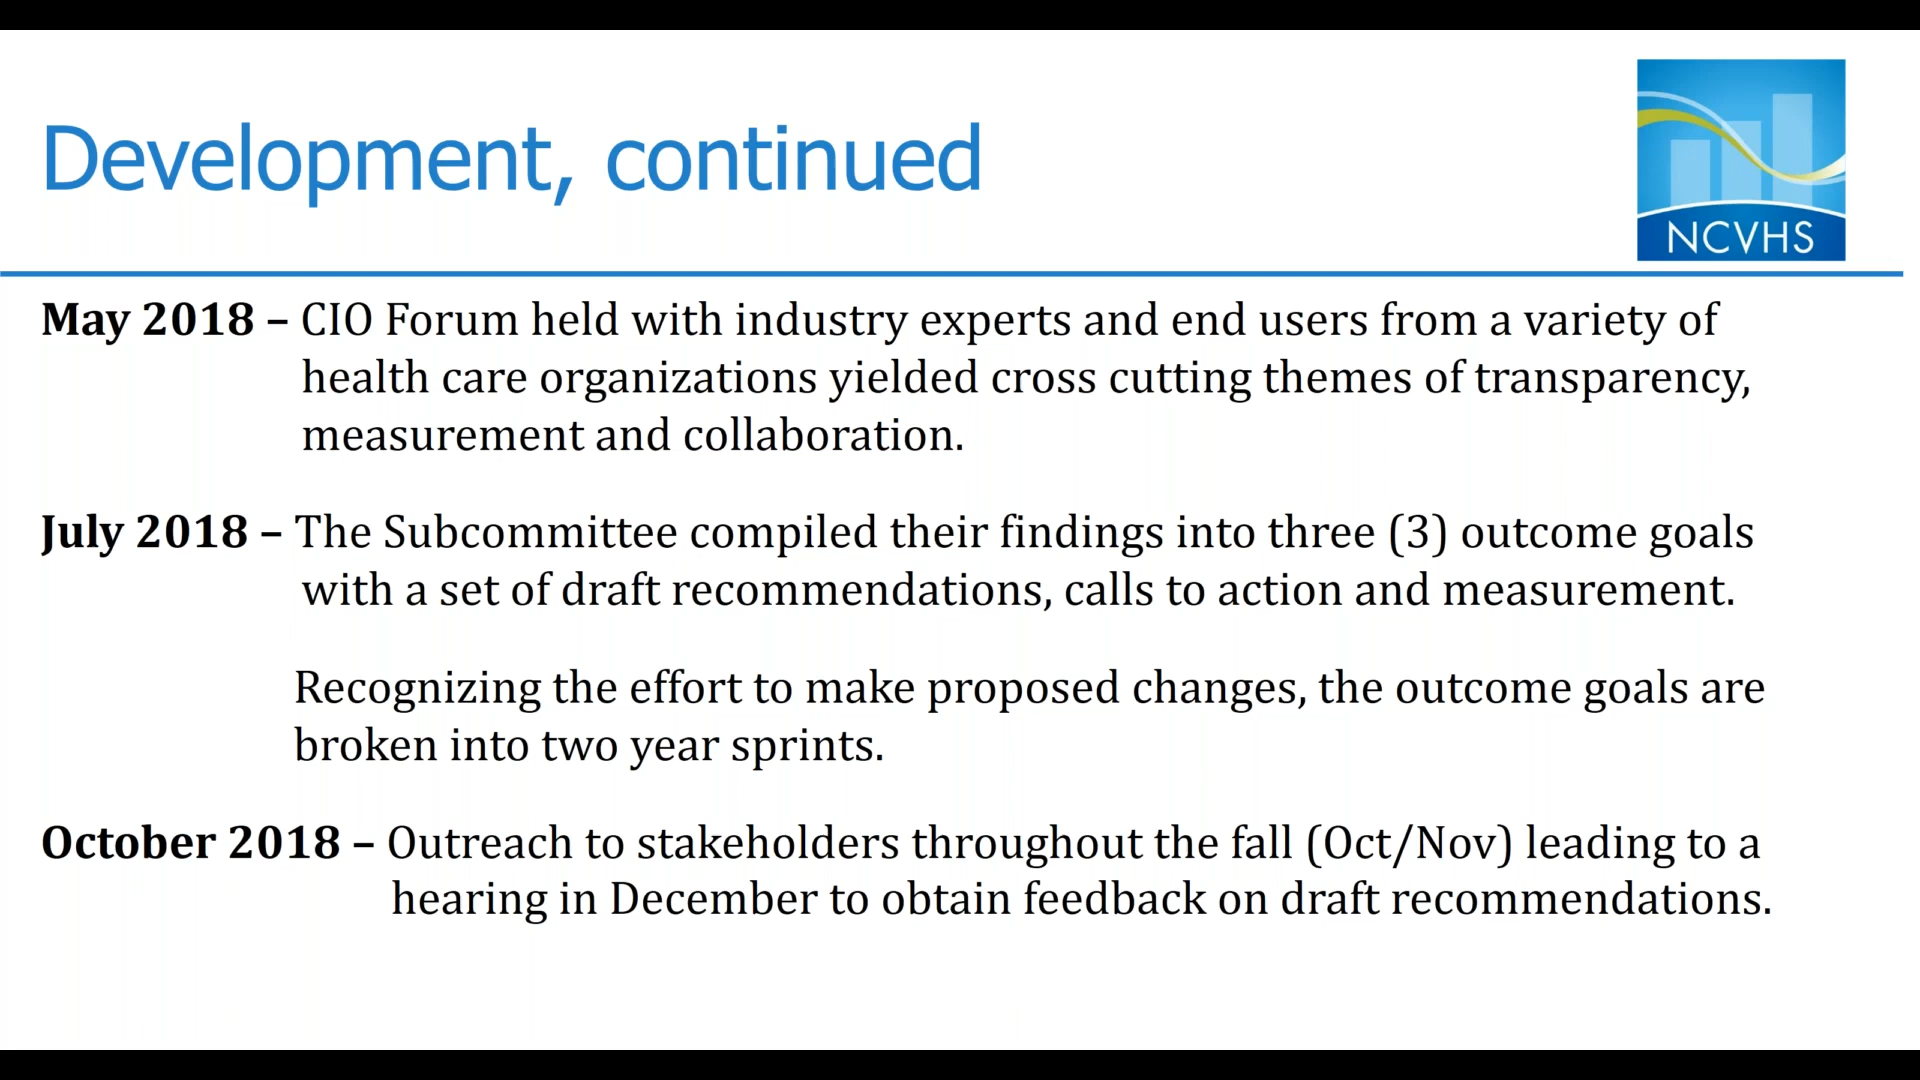 Development, continued
NCVHS
May 2018 – CIO Forum held with industry experts and end users from a variety of
health care organizations yielded cross cutting themes of transparency,
measurement and collaboration.
July 2018 – The Subcommittee compiled their findings into three (3) outcome goals
with a set of draft recommendations, calls to action and measurement.
Recognizing the effort to make proposed changes, the outcome goals are
broken into two year sprints.
October 2018 – Outreach to stakeholders throughout the fall (Oct/Nov) leading to a
hearing in December to obtain feedback on draft recommendations.